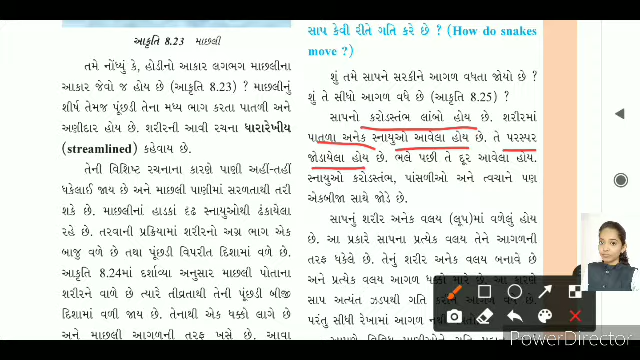 આકૃતિ 8.23 માછલી
તમે નોંધ્યું કે, હોડીનો આકાર લગભગ માછલીના
આકાર જેવો જ હોય છે (આકૃતિ 8.23) ? માછલીનું
શીર્ષ તેમજ પૂંછડી તેના મધ્ય ભાગ કરતા પાતળી અને
અણીદાર હોય છે. શરીરની આવી રચના ધારારેખીય
(streamlined) કહેવાય છે.
તેની વિશિષ્ટ રચનાના કારણે પાણી અહીં-તહીં
ધકેલાઈ જાય છે અને માછલી પાણીમાં સરળતાથી તરી
શકે છે. માછલીનાં હાડકાં દૃઢ સ્નાયુઓથી ઢંકાયેલા
રહે છે. તરવાની પ્રક્રિયામાં શરીરનો અગ્ર ભાગ એક
બાજુ વળે છે તથા પૂંછડી વિપરીત દિશામાં વળે છે.
આકૃતિ 8.24માં દર્શાવ્યા અનુસાર માછલી પોતાના
શરીરને વાળે છે ત્યારે તીવ્રતાથી તેની પૂંછડી બીજી
દિશામાં વળી જાય છે. તેનાથી એક ધક્કો લાગે છે
અને માછલી આગળની તરફ ખસે છે. આવા
સાપ કેવી રીતે ગતિ કરે છે ? (How do snakes
move ?)
શું તમે સાપને સરકીને આગળ વધતા જોયો છે ?
શું તે સીધો આગળ વધે છે (આકૃતિ 8.25) ?
સાપનો કરોડસ્તંભ લાંબો હોય છે. શરીરમાં
પાતળા અનેક સ્નાયુઓ આવેલા હોય છે. તે પરસ્પર
જોડાયેલા હોય છે. ભલે પછી તે દૂર આવેલા હોય.
સ્નાયુઓ કરોડસ્તંભ, પાંસળીઓ અને ત્વચાને પણ
એકબીજા સાથે જોડે છે.
સાપનું શરીર અનેક વલય (લૂપ)માં વળેલું હોય
છે. આ પ્રકારે સાપના પ્રત્યેક વલય તેને આગળની
તરફ ધકેલે છે. તેનું શરીર અનેક વલય બનાવે છે
અને પ્રત્યેક વલય આગળ ધક્કો મારે છે. આ કારણે
સાપ અત્યંત ઝડપથી ગતિ કરીને આગળ વધે છે.
પરંતુ સીધી રેખામાં આગળ નથી
PowerDirector